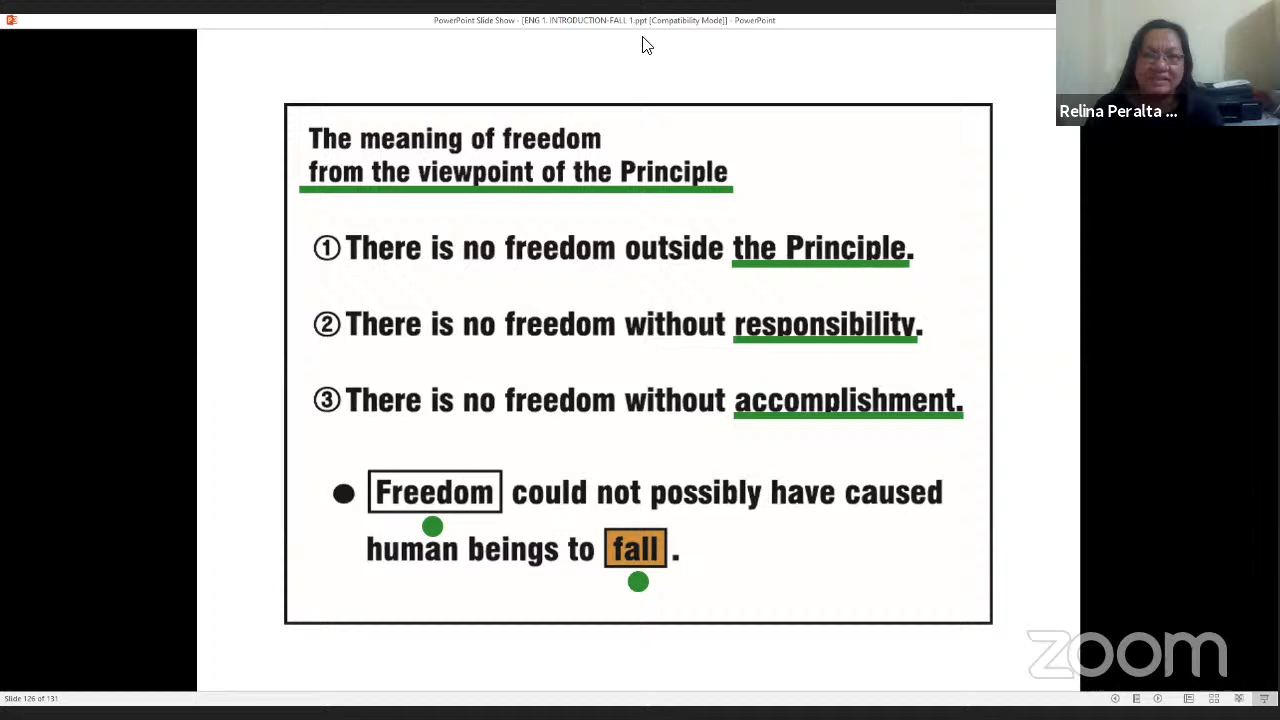 PowerPoint Slide Show - [ENG 1. INTRODUCTION-FALL 1.ppt [Compatibility Mode]] - PowerPoint
Relina Peralta ...
The meaning of freedom
from the viewpoint of the Principle
① There is no freedom outside the Principle.
② There is no freedom without responsibility.
③ There is no freedom without accomplishment.
● Freedom could not possibly have caused
human beings to fall .
zoom
Slide 126 of 131